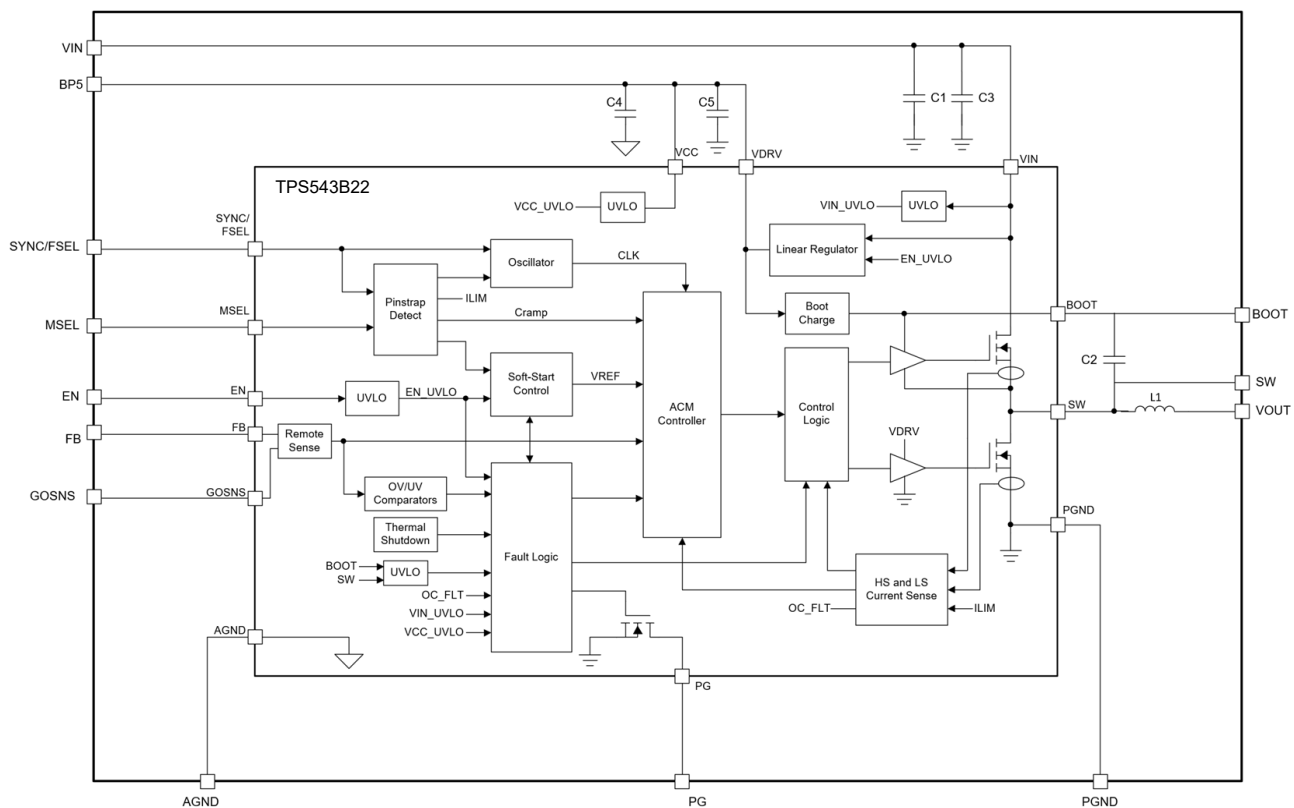 VIN
BP5
C4
C5
C1
C3
VCC
VDRV
VIN
TPS543B22
VCC_UVLO
UVLO
VIN_UVLO
UVLO
SYNC/
FSEL
SYNC/FSEL
Oscillator
CLK
Linear Regulator
EN_UVLO
Pinstrap
Detect
ILIM
MSEL
MSEL
Cramp
Boot
Charge
BOOT
BOOT
C2
Soft-Start
Control
VREF
EN
EN
UVLO
EN_UVLO
ACM
Controller
Control
Logic
SW
SW
L1
VOUT
FB
FB
Remote
Sense
VDRV
GOSNS
GOSNS
OV/UV
Comparators
Thermal
Shutdown
Fault Logic
PGND
BOOT
SW
UVLO
OC_FLT
VIN_UVLO
VCC_UVLO
HS and LS
Current Sense
OC_FLT
ILIM
AGND
PG
AGND
PG
PGND